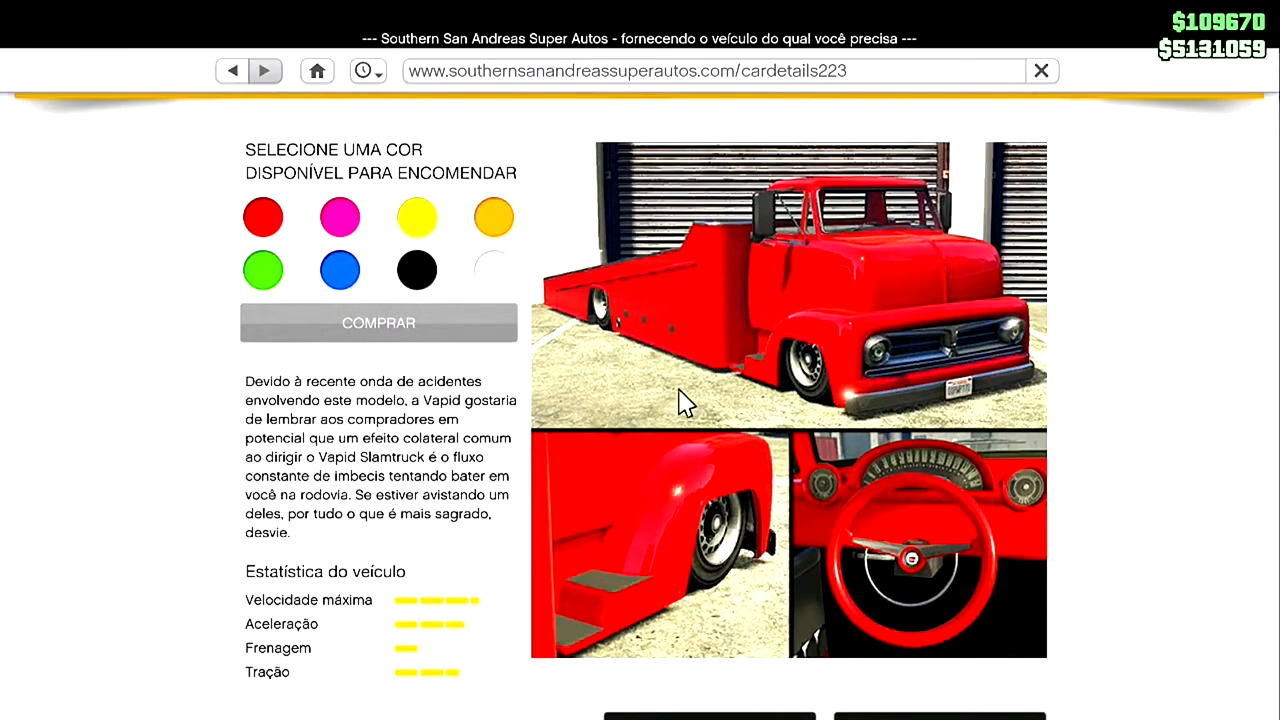 $109670
--- Southern San Andreas Super Autos - fornecendo o veículo do qual você precisa ---
$5131059
www.southernsanandreassuperautos.com/cardetails223
SELECIONE UMA COR
DISPONÍVEL PARA ENCOMENDAR
COMPRAR
Devido à recente onda de acidentes
envolvendo este modelo, a Vapid gostaria
de lembrar aos compradores em
potencial que um efeito colateral comum
ao dirigir o Vapid Slamtruck é o fluxo
constante de imbecis tentando bater em
você na rodovia. Se estiver avistando um
deles, por tudo o que é mais sagrado,
desvie.
Estatística do veículo
Velocidade máxima
Aceleração
Frenagem
Tração